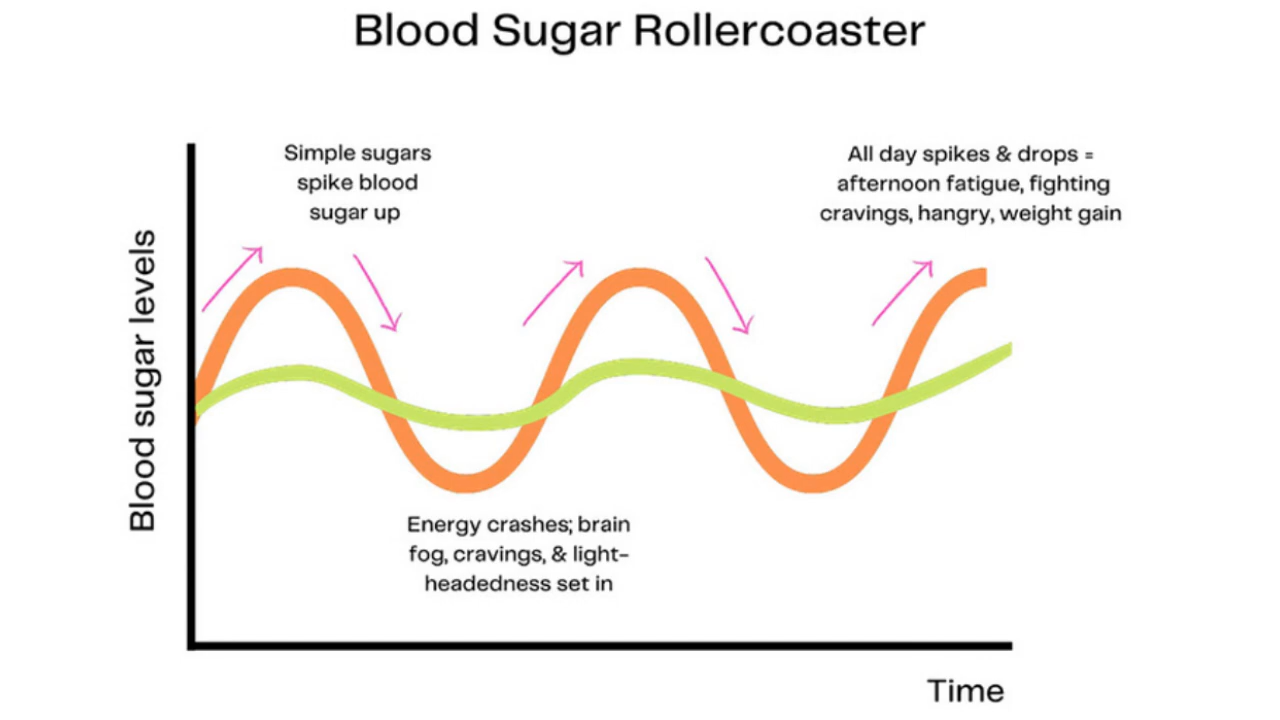 Blood Sugar Rollercoaster
Simple sugars
spike blood
sugar up
All day spikes & drops =
afternoon fatigue, fighting
cravings, hangry, weight gain
Blood sugar levels
Energy crashes; brain
fog, cravings, & light-
headedness set in
Time